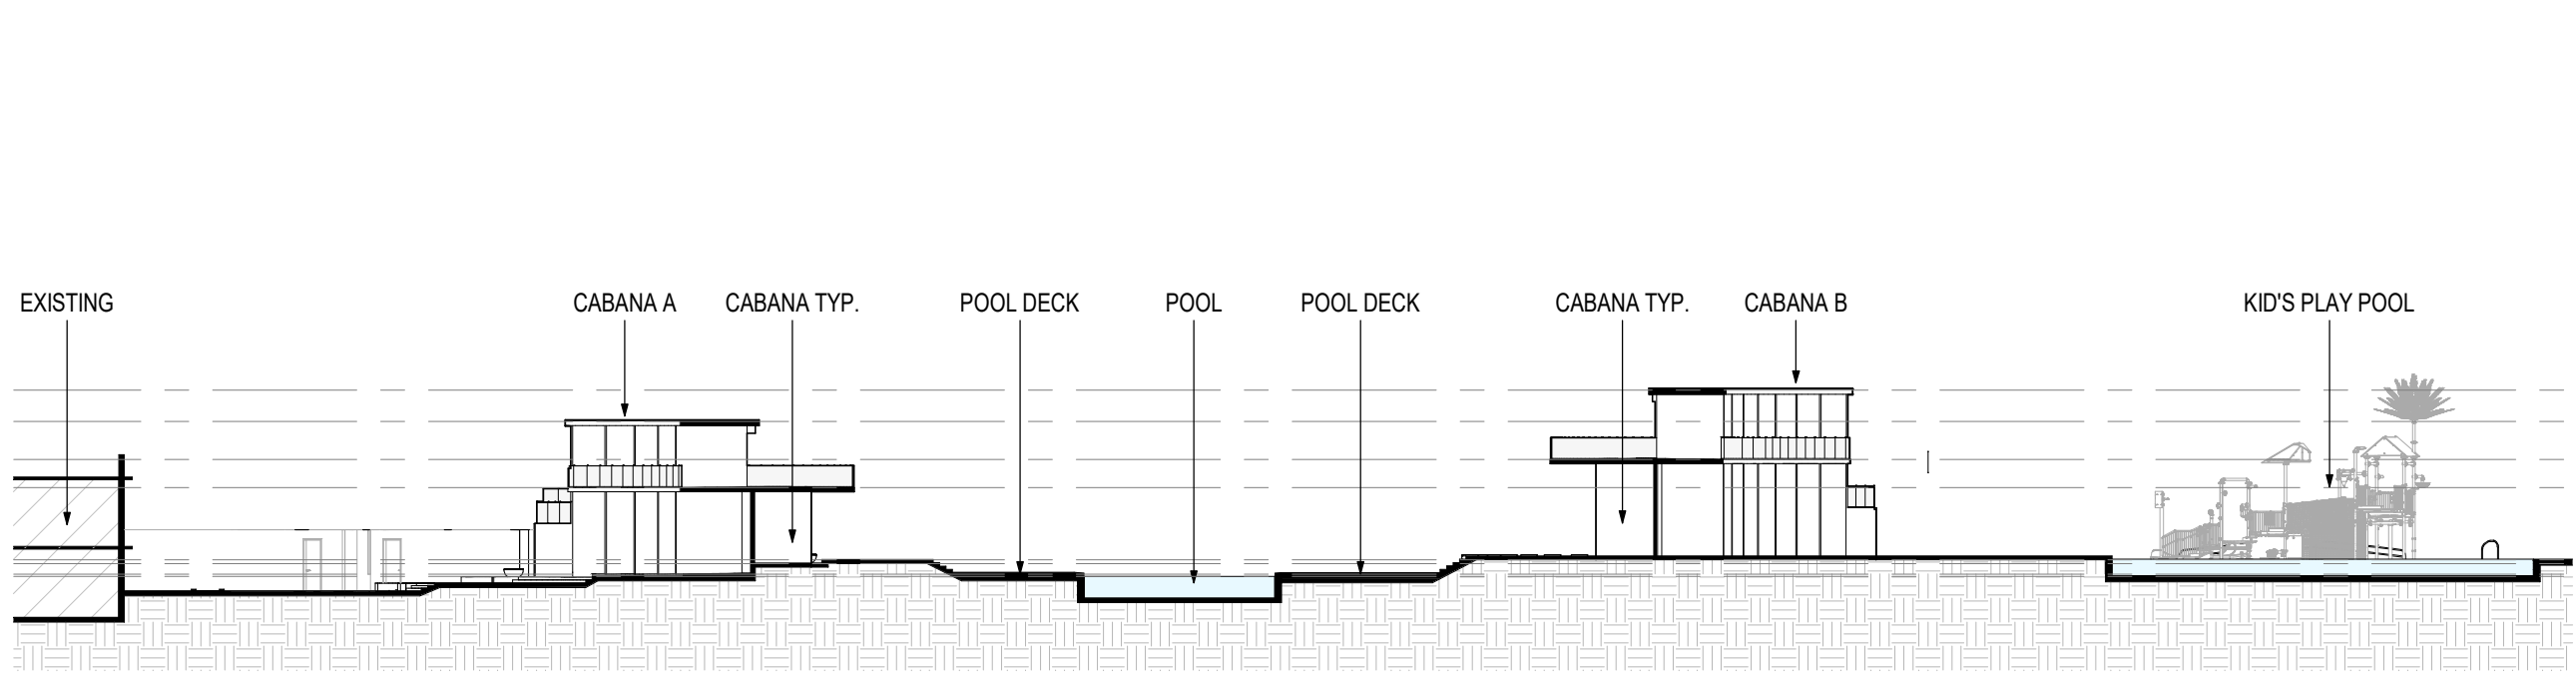 EXISTING
CABANA A
CABANA TYP.
POOL DECK
POOL
POOL DECK
CABANA TYP.
CABANA B
KID'S PLAY POOL